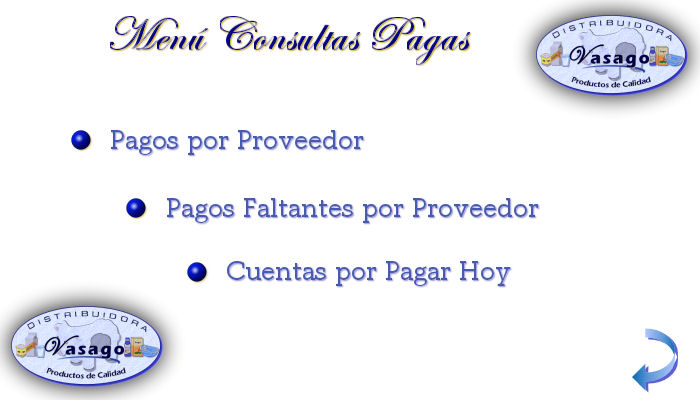 Menú Consultas Pagas
DISTRIBUIDORA
Vasago
Productos de Calidad
Pagos por Proveedor
Pagos Faltantes por Proveedor
Cuentas por Pagar Hoy
DISTRIBUIDORA
Vasago
Productos de Calidad